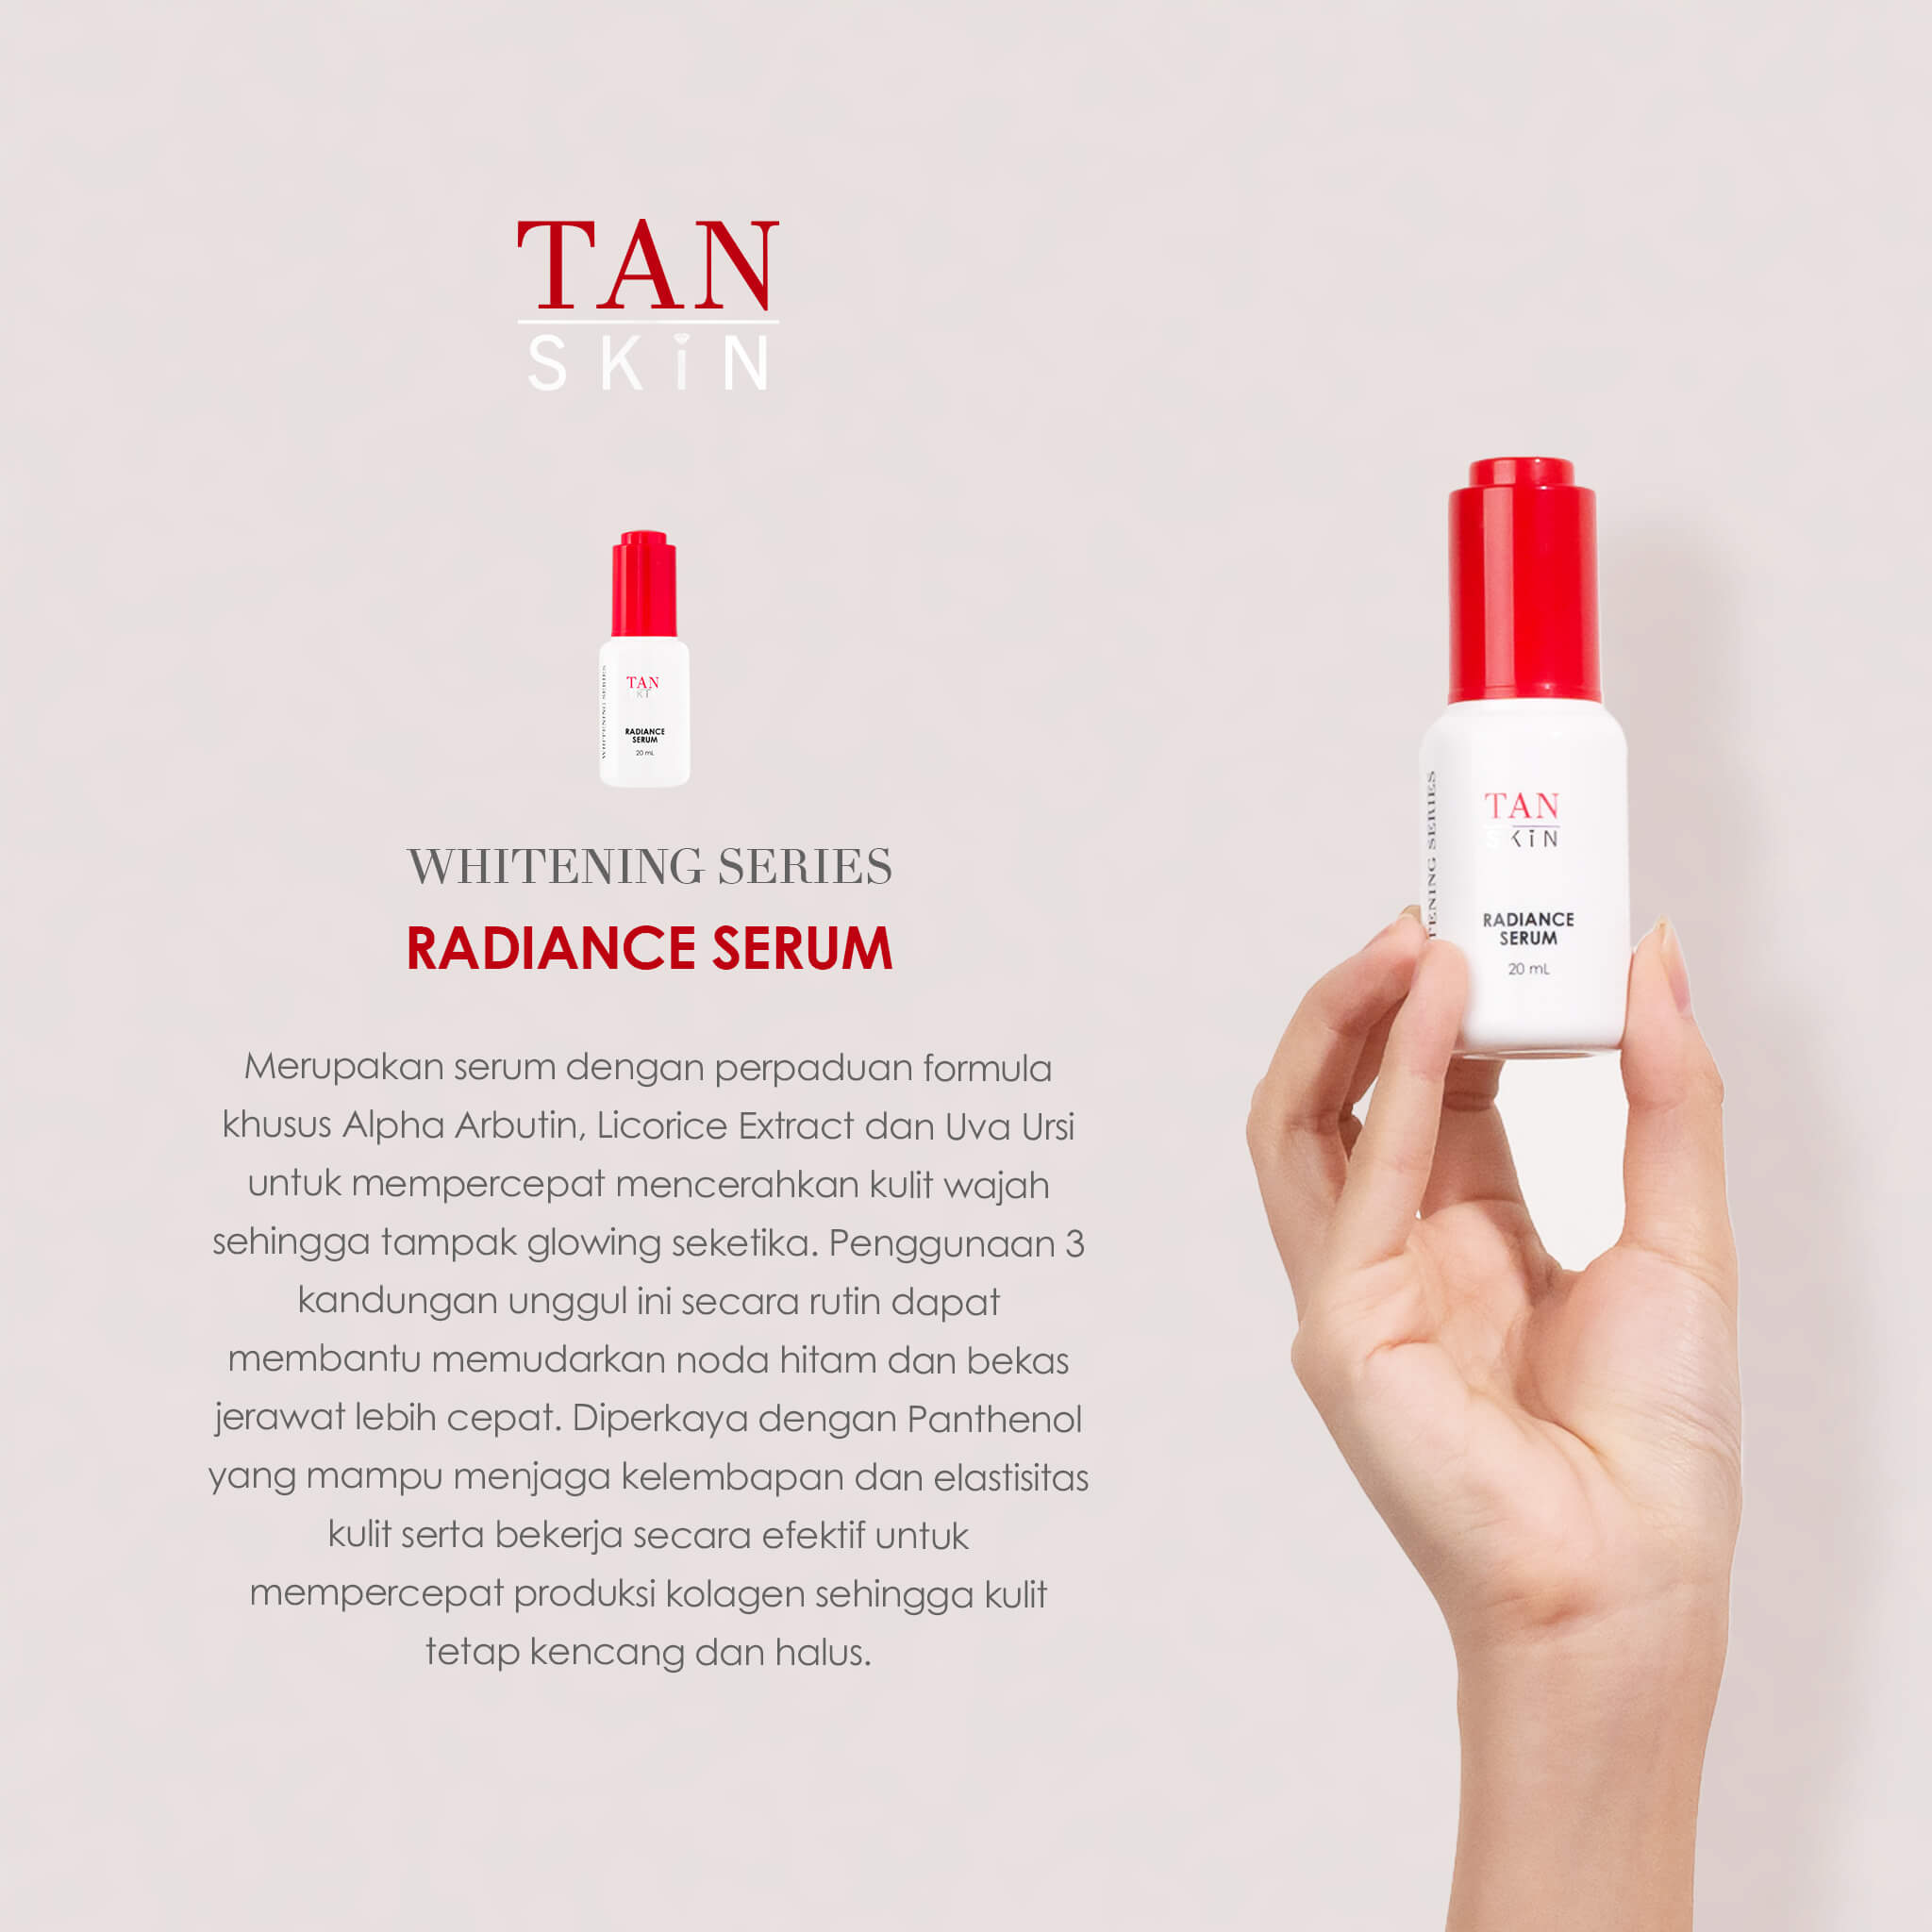 TAN
SKiN
WHITENING SERIES
TAN
RADIANCE
SERUM
20 mL
WHITENING SERIES
RADIANCE SERUM
Merupakan serum dengan perpaduan formula
khusus Alpha Arbutin, Licorice Extract dan Uva Ursi
untuk mempercepat mencerahkan kulit wajah
sehingga tampak glowing seketika. Penggunaan 3
kandungan unggul ini secara rutin dapat
membantu memudarkan noda hitam dan bekas
jerawat lebih cepat. Diperkaya dengan Panthenol
yang mampu menjaga kelembapan dan elastisitas
kulit serta bekerja secara efektif untuk
mempercepat produksi kolagen sehingga kulit
tetap kencang dan halus.
TENING SERIES
TAN
SKiN
RADIANCE
SERUM
20 mL